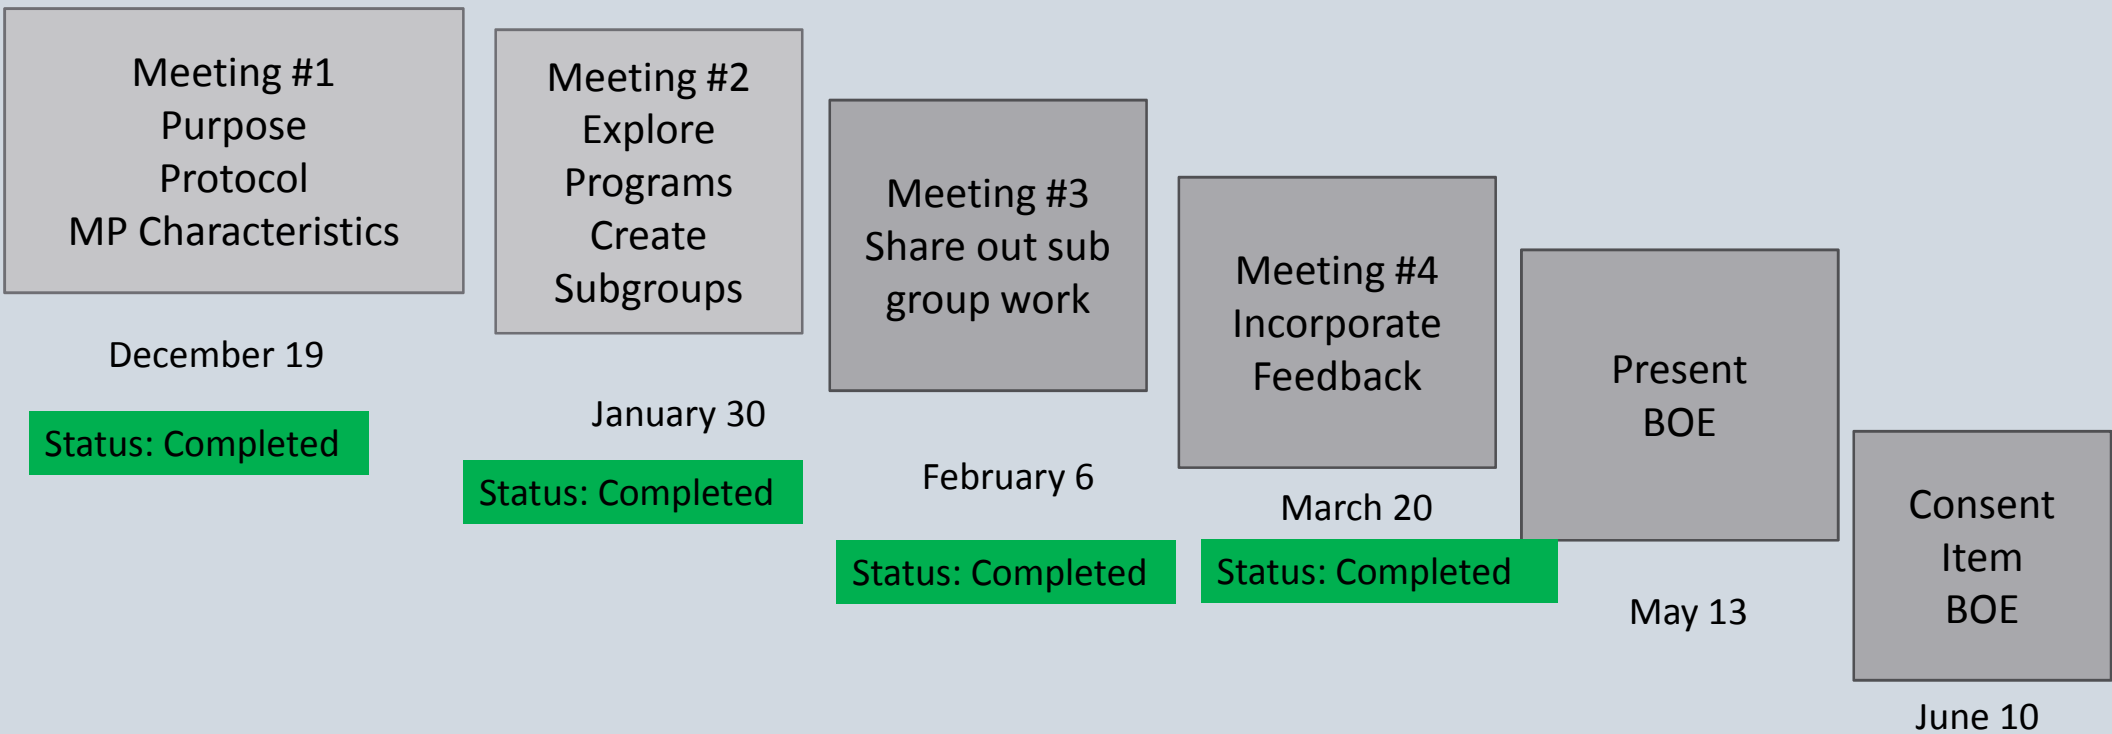 Meeting #1
Purpose
Protocol
MP Characteristics
December 19
Status: Completed
Meeting #2
Explore
Programs
Create
Subgroups
January 30
Status: Completed
Meeting #3
Share out sub
group work
February 6
Status: Completed
Meeting #4
Incorporate
Feedback
March 20
Status: Completed
Present
BOE
May 13
Consent
Item
BOE
June 10